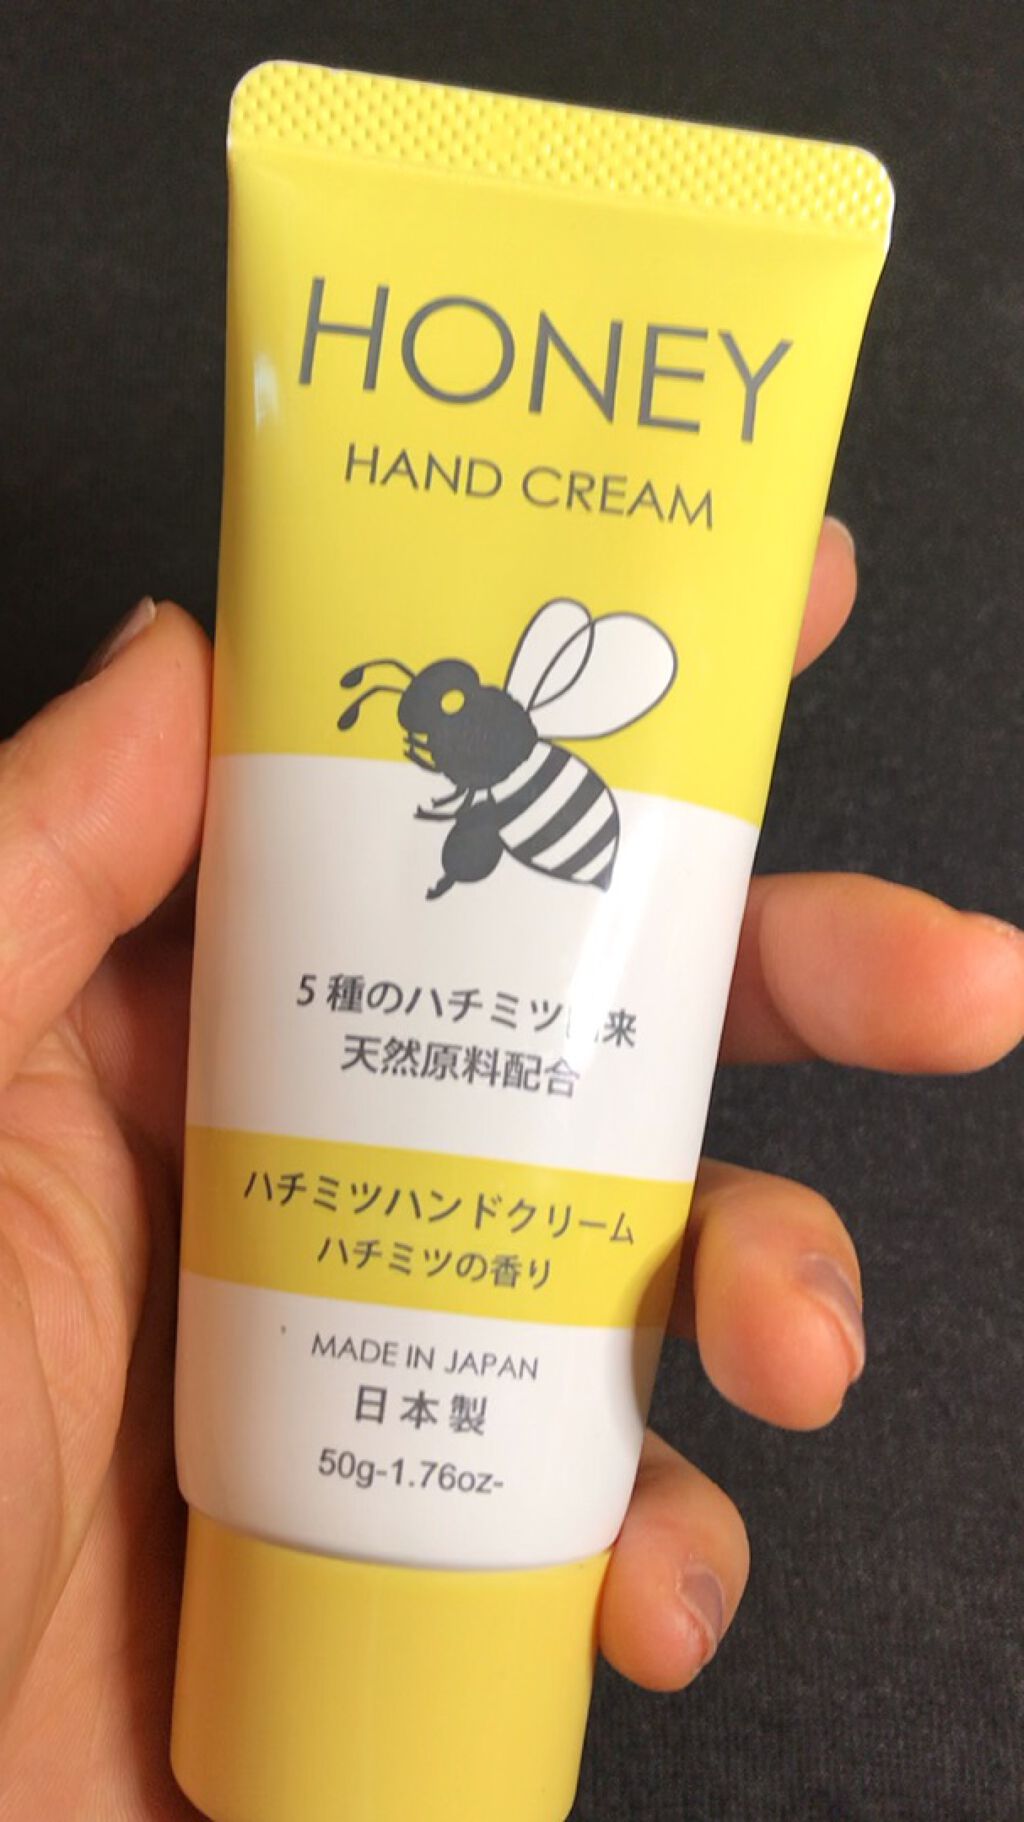 HONEY
HAND CREAM
5種のハチミツ由来
天然原料配合
ハチミツハンドクリーム
ハチミツの香り
MADE IN JAPAN
日本製
50g-1.76oz-